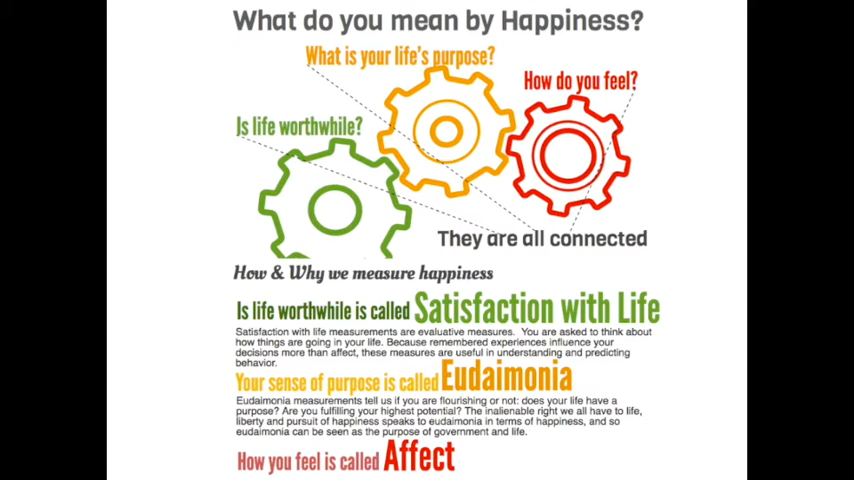 What do you mean by Happiness?
What is your life's purpose?
How do you feel?
Is life worthwhile?
They are all connected
How & Why we measure happiness
Is life worthwhile is called Satisfaction with Life
Satisfaction with life measurements are evaluative measures. You are asked to think about
how things are going in your life. Because remembered experiences influence your
decisions more than affect, these measures are useful in understanding and predicting
behavior.
Your sense of purpose is called Eudaimonia
Eudaimonia measurements tell us if you are flourishing or not: does your life have a
purpose? Are you fulfilling your highest potential? The inalienable right we all have to life,
liberty and pursuit of happiness speaks to eudaimonia in terms of happiness, and so
eudaimonia can be seen as the purpose of government and life.
How you feel is called Affect